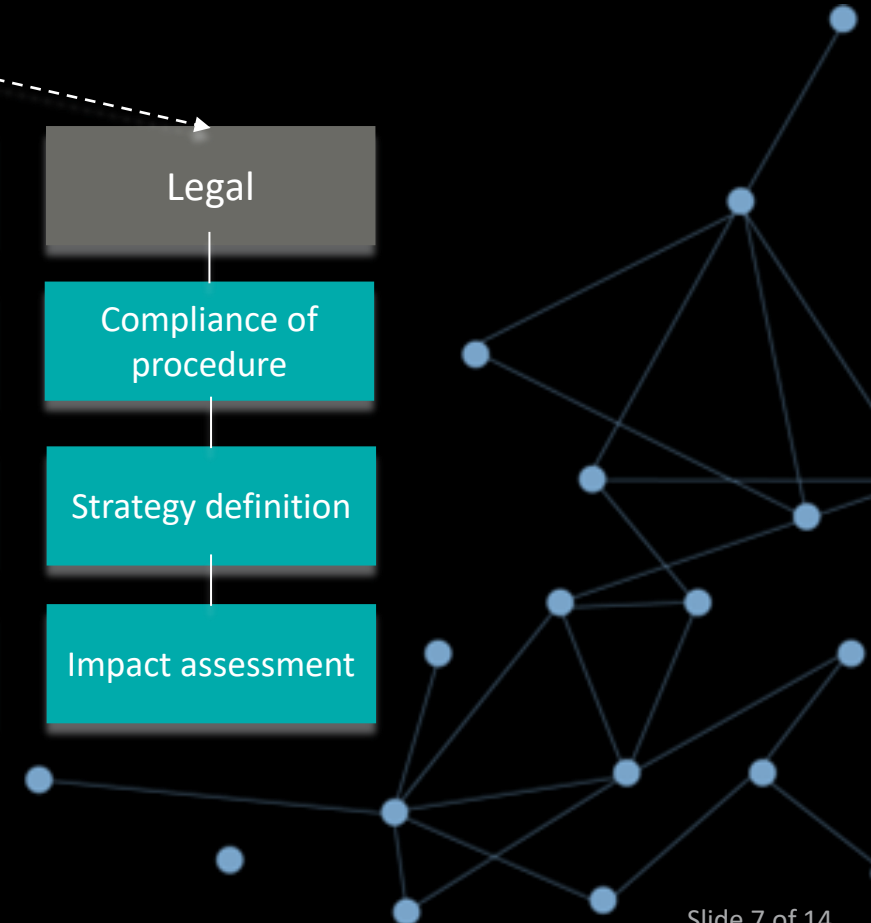 Legal
Compliance of
procedure
Strategy definition
Impact assessment
Slide 7 of 14